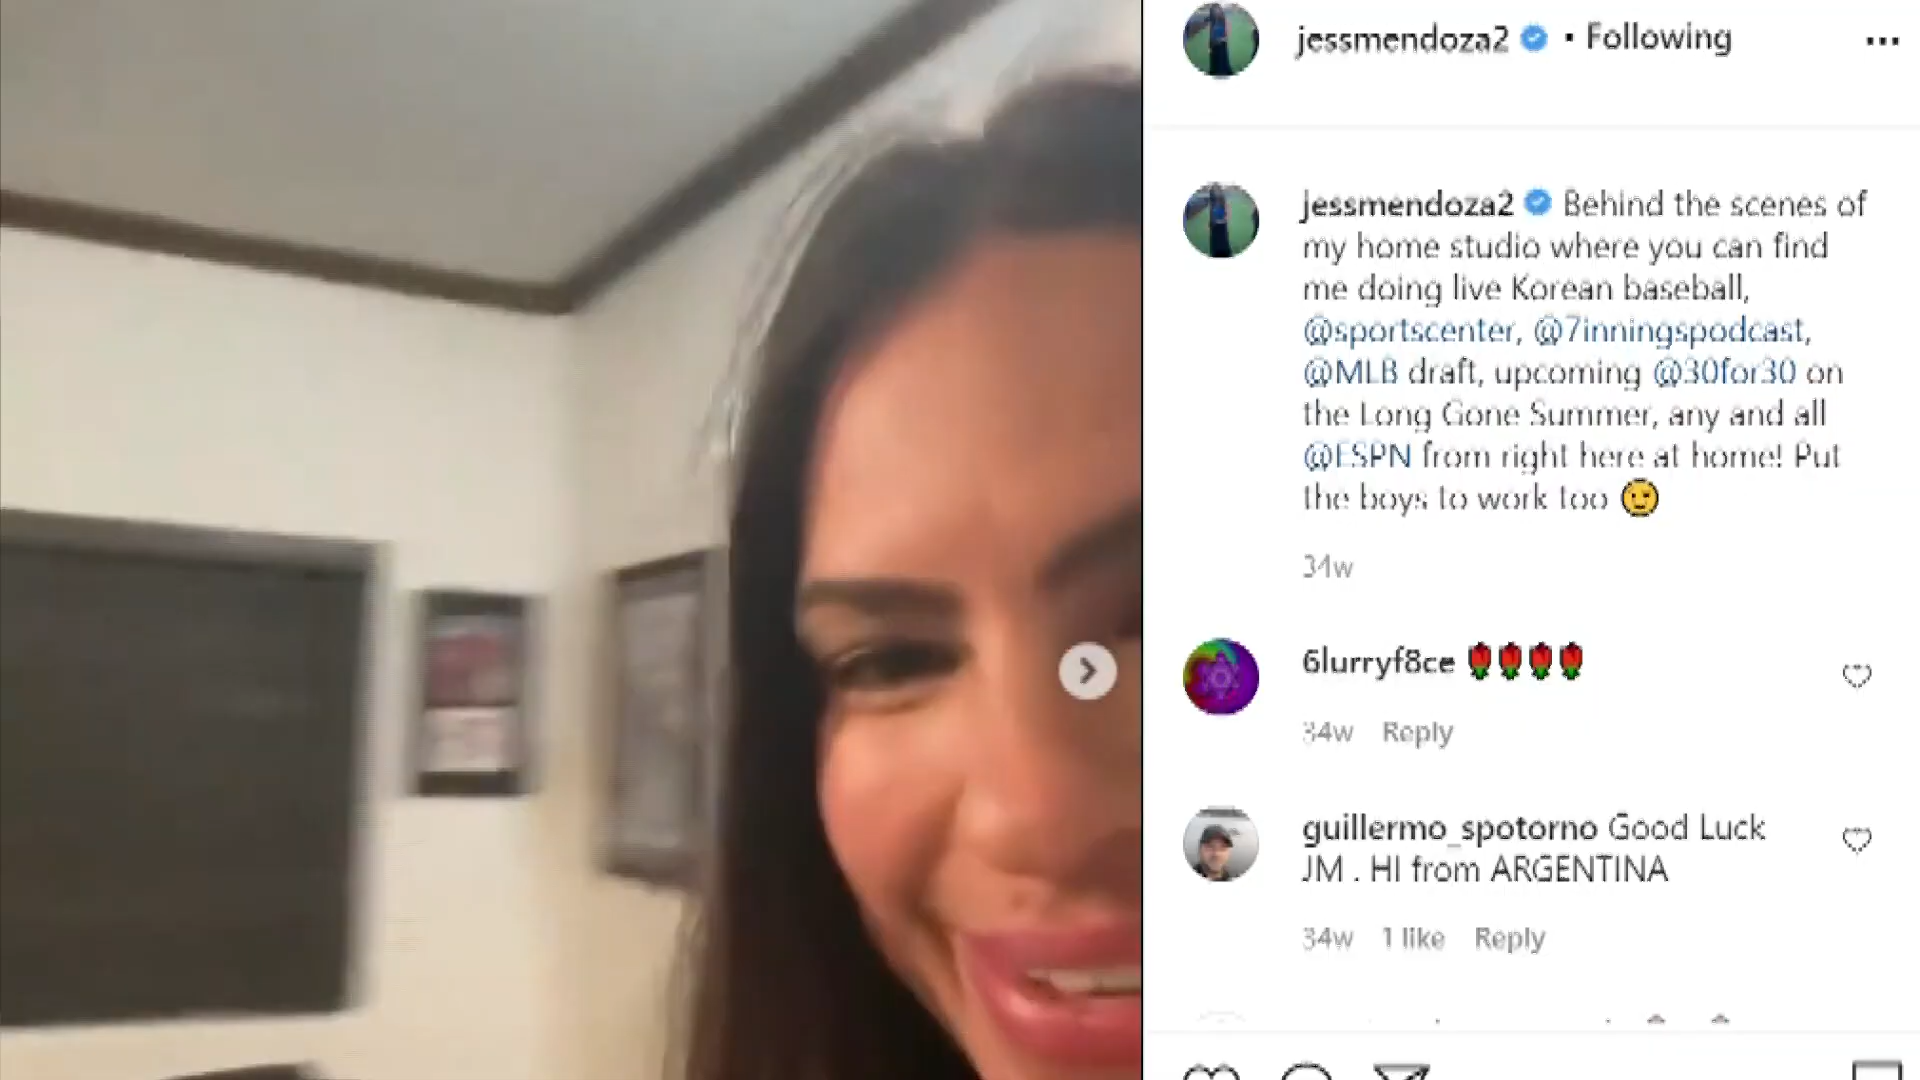 jessmendoza2 • Following
jessmendoza2 Behind the scenes of
my home studio where you can find
me doing live Korean baseball,
@sportscenter, @7inningspodcast,
@MLB draft, upcoming @30for30 on
the Long Gone Summer, any and all
@ESPN from right here at home! Put
the boys to work too 😉
34w
6lurryf8ce 🌹🌹🌹🌹
34w Reply
guillermo_spotorno Good Luck
JM . HI from ARGENTINA
34w 1 like Reply